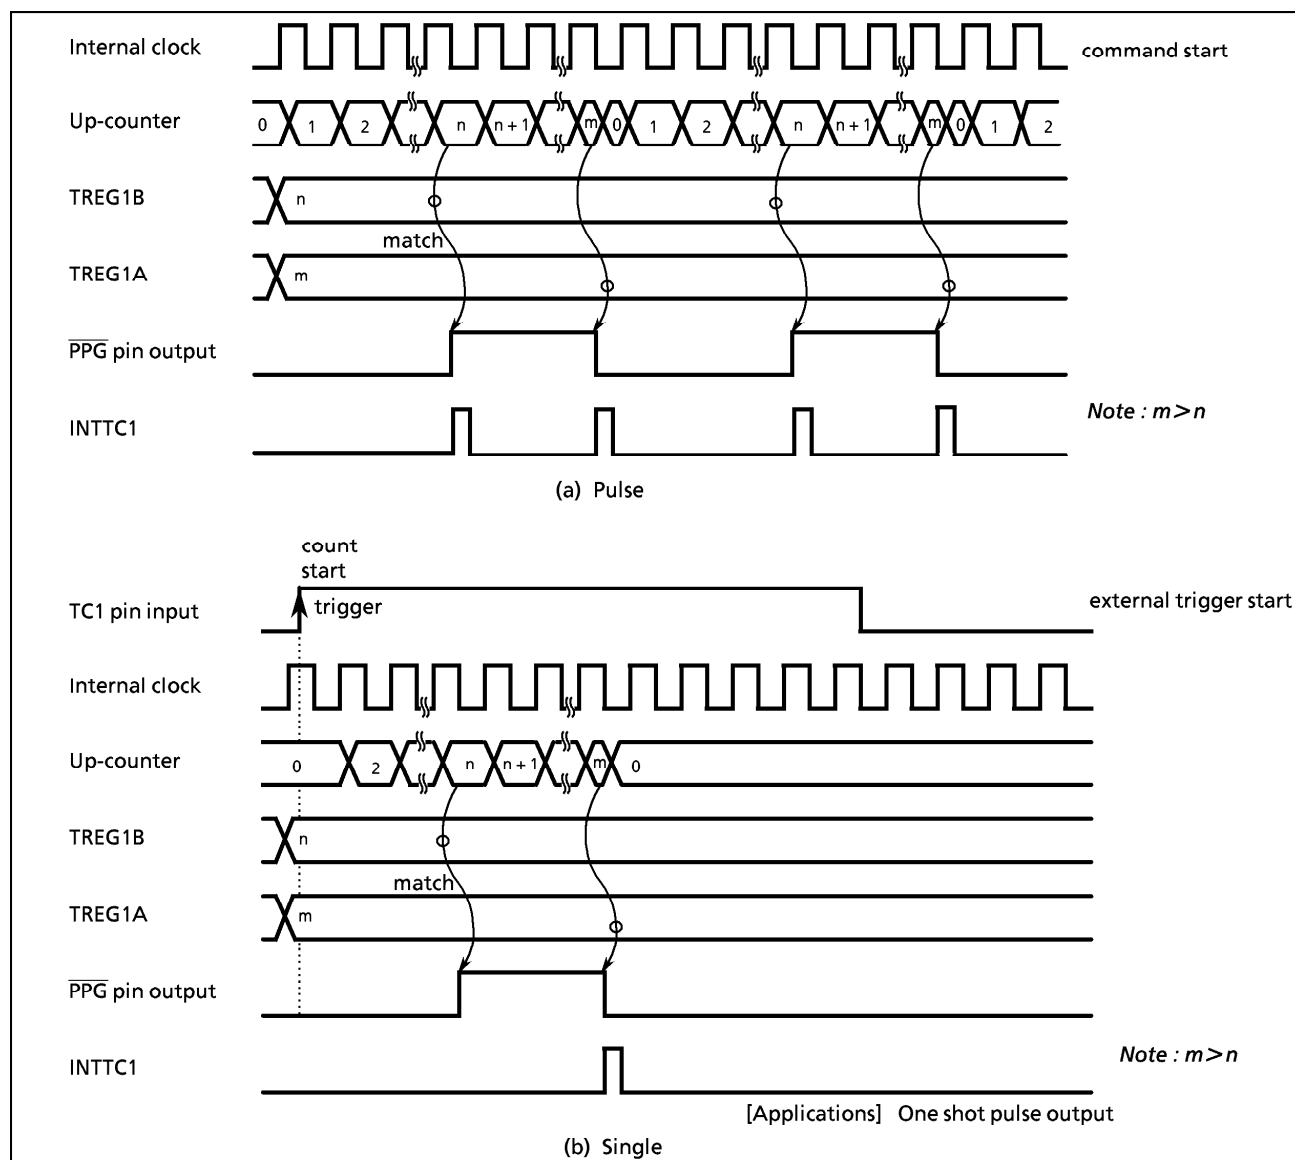 Internal clock
command start
Up-counter 0 1 2 n n + 1 m 0 1 2 n n + 1 m 0 1 2
TREG1B n
match
TREG1A m
PPG pin output
Note : m>n
INTTC1
(a) Pulse
count
start
trigger
TC1 pin input
external trigger start
Internal clock
Up-counter 0 2 n n + 1 m 0
TREG1B n
match
TREG1A m
PPG pin output
Note : m>n
INTTC1
[Applications] One shot pulse output
(b) Single